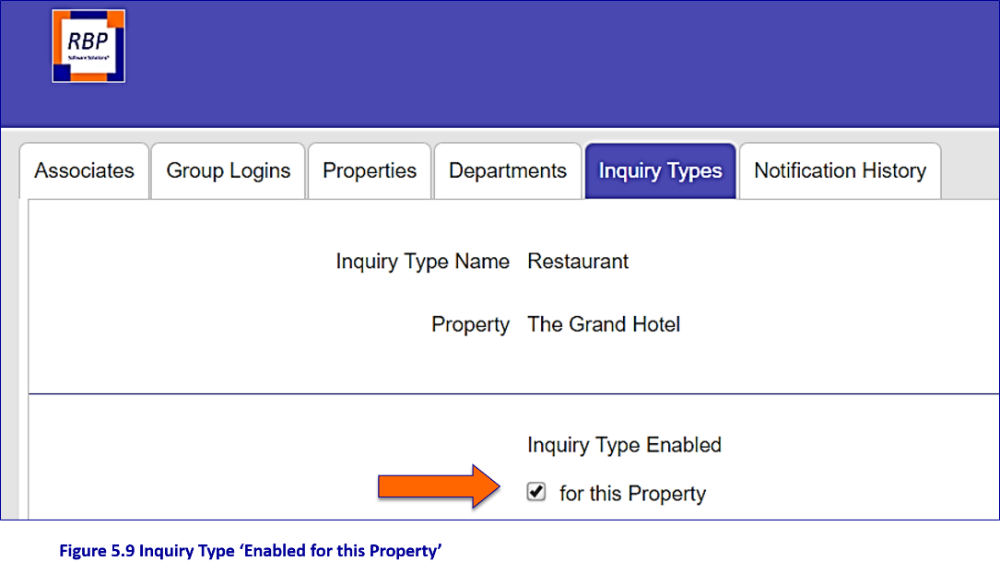 RBP
Software Solutions®
Associates Group Logins Properties Departments Inquiry Types Notification History
Inquiry Type Name Restaurant
Property The Grand Hotel
Inquiry Type Enabled
for this Property
Figure 5.9 Inquiry Type ‘Enabled for this Property’